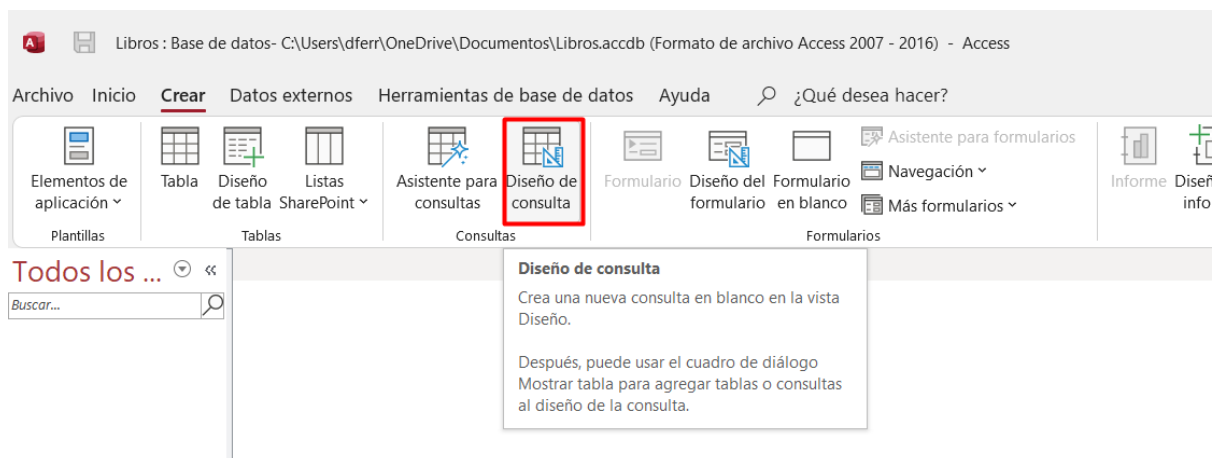 Libros : Base de datos- C:\Users\dferr\OneDrive\Documentos\Libros.accdb (Formato de archivo Access 2007 - 2016) - Access
Archivo Inicio Crear Datos externos Herramientas de base de datos Ayuda ¿Qué desea hacer?
Elementos de
aplicación
Plantillas
Tabla
Diseño
de tabla
Listas
SharePoint
Tablas
Asistente para
consultas
Diseño de
consulta
Consultas
Formulario
Diseño del
formulario
Formulario
en blanco
Asistente para formularios
Navegación
Más formularios
Formularios
Informe
Diseñ
info
Todos los ...
Buscar...
Diseño de consulta
Crea una nueva consulta en blanco en la vista
Diseño.
Después, puede usar el cuadro de diálogo
Mostrar tabla para agregar tablas o consultas
al diseño de la consulta.